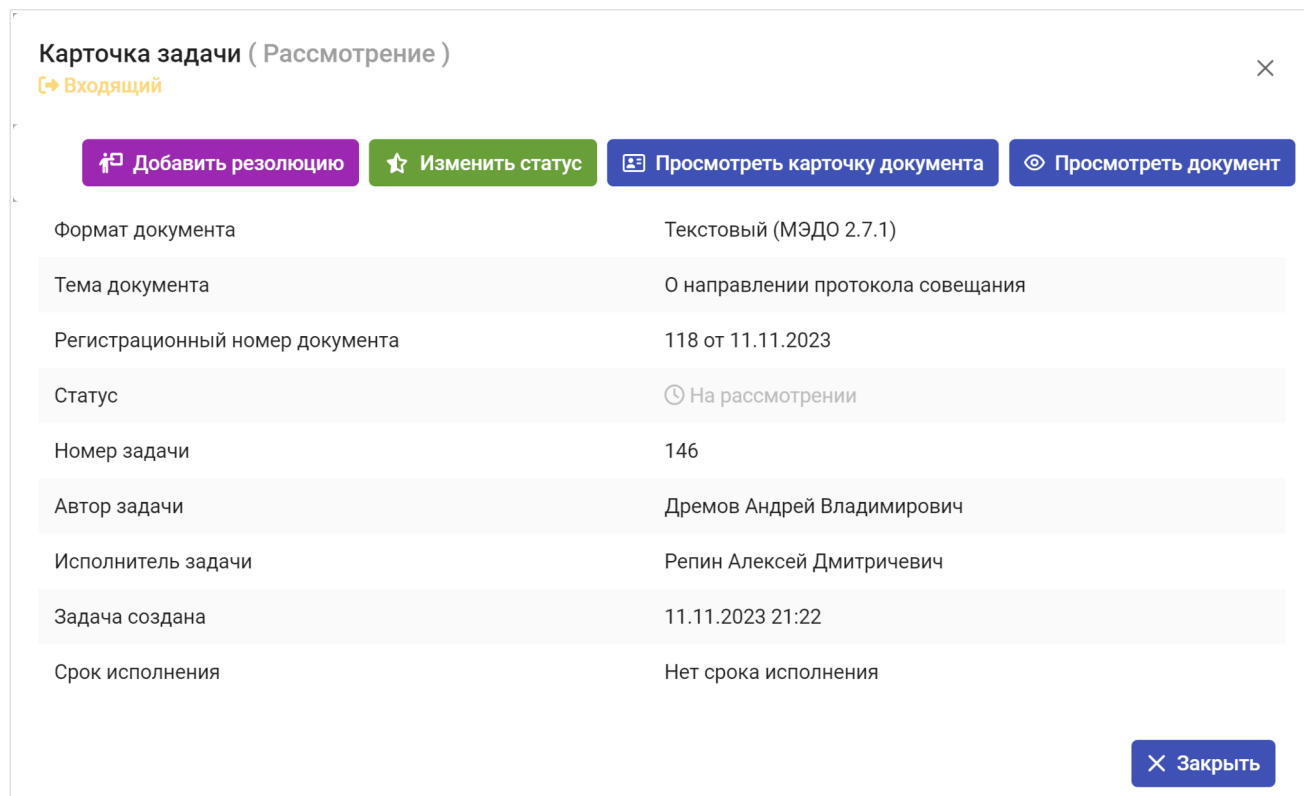 Карточка задачи ( Рассмотрение )
Входящий
Добавить резолюцию Изменить статус Просмотреть карточку документа Просмотреть документ
Формат документа Текстовый (МЭДО 2.7.1)
Тема документа О направлении протокола совещания
Регистрационный номер документа 118 от 11.11.2023
Статус На рассмотрении
Номер задачи 146
Автор задачи Дремов Андрей Владимирович
Исполнитель задачи Репин Алексей Дмитричевич
Задача создана 11.11.2023 21:22
Срок исполнения Нет срока исполнения
Закрыть